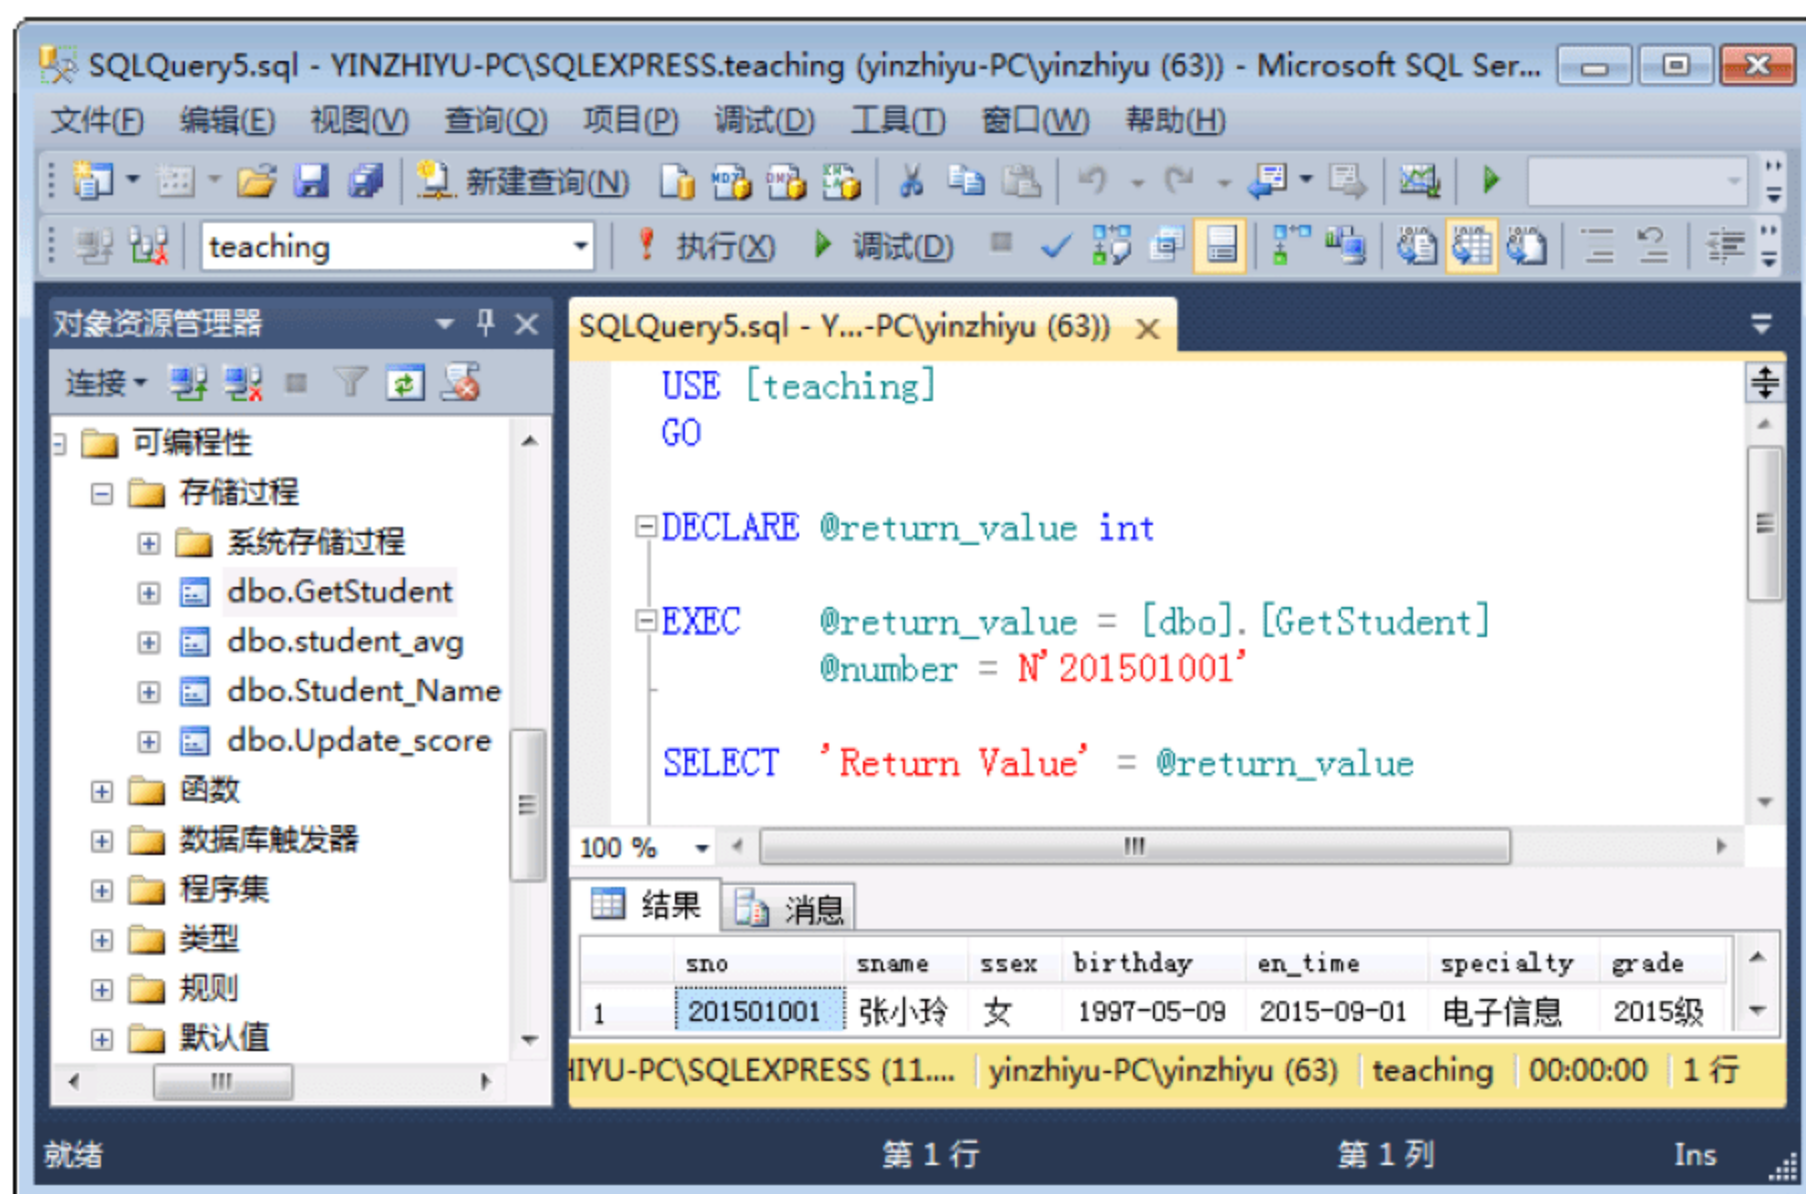 SQLQuery5.sql - YINZHIYU-PC\SQLEXPRESS.teaching (yinzhiyu-PC\yinzhiyu (63)) - Microsoft SQL Ser...
文件(F) 编辑(E) 视图(V) 查询(Q) 项目(P) 调试(D) 工具(T) 窗口(W) 帮助(H)
新建查询(N)
teaching 执行(X) 调试(D)
对象资源管理器
连接
可编程性
存储过程
系统存储过程
dbo.GetStudent
dbo.student_avg
dbo.Student_Name
dbo.Update_score
函数
数据库触发器
程序集
类型
规则
默认值
SQLQuery5.sql - Y...-PC\yinzhiyu (63))
USE [teaching]
GO
DECLARE @return_value int
EXEC @return_value = [dbo].[GetStudent]
@number = N'201501001'
SELECT 'Return Value' = @return_value
100 %
结果 消息
sno sname ssex birthday en_time specialty grade
1 201501001 张小玲 女 1997-05-09 2015-09-01 电子信息 2015级
HIYU-PC\SQLEXPRESS (11.... yinzhiyu-PC\yinzhiyu (63) teaching 00:00:00 1 行
就绪 第 1 行 第 1 列 Ins